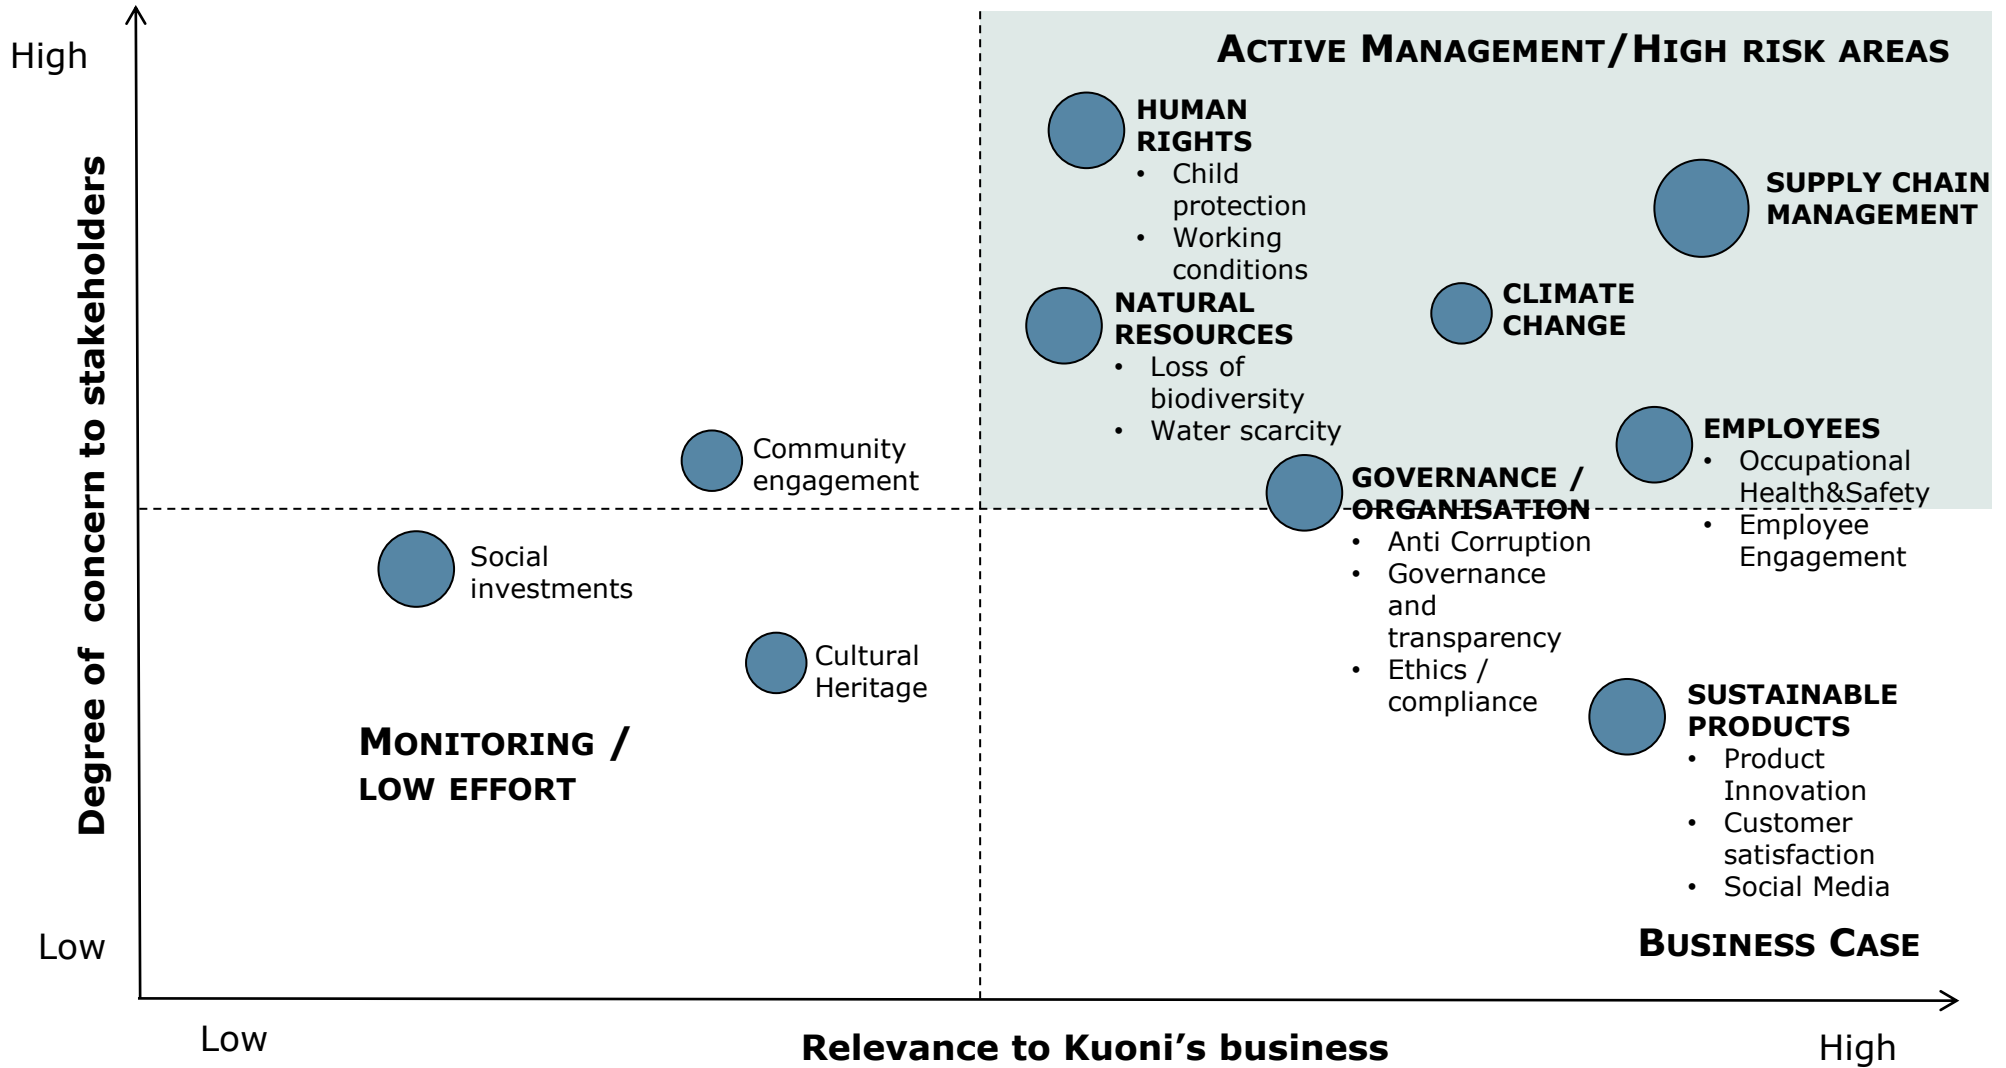 High
ACTIVE MANAGEMENT/HIGH RISK AREAS
HUMAN
RIGHTS
• Child
protection
• Working
conditions
SUPPLY CHAIN
MANAGEMENT
NATURAL
RESOURCES
• Loss of
biodiversity
• Water scarcity
CLIMATE
CHANGE
Community
engagement
EMPLOYEES
• Occupational
Health&Safety
• Employee
Engagement
GOVERNANCE /
ORGANISATION
• Anti Corruption
• Governance
and
transparency
• Ethics /
compliance
Social
investments
Cultural
Heritage
MONITORING /
LOW EFFORT
SUSTAINABLE
PRODUCTS
• Product
Innovation
• Customer
satisfaction
• Social Media
BUSINESS CASE
Degree of concern to stakeholders
Low
Low
Relevance to Kuoni’s business
High